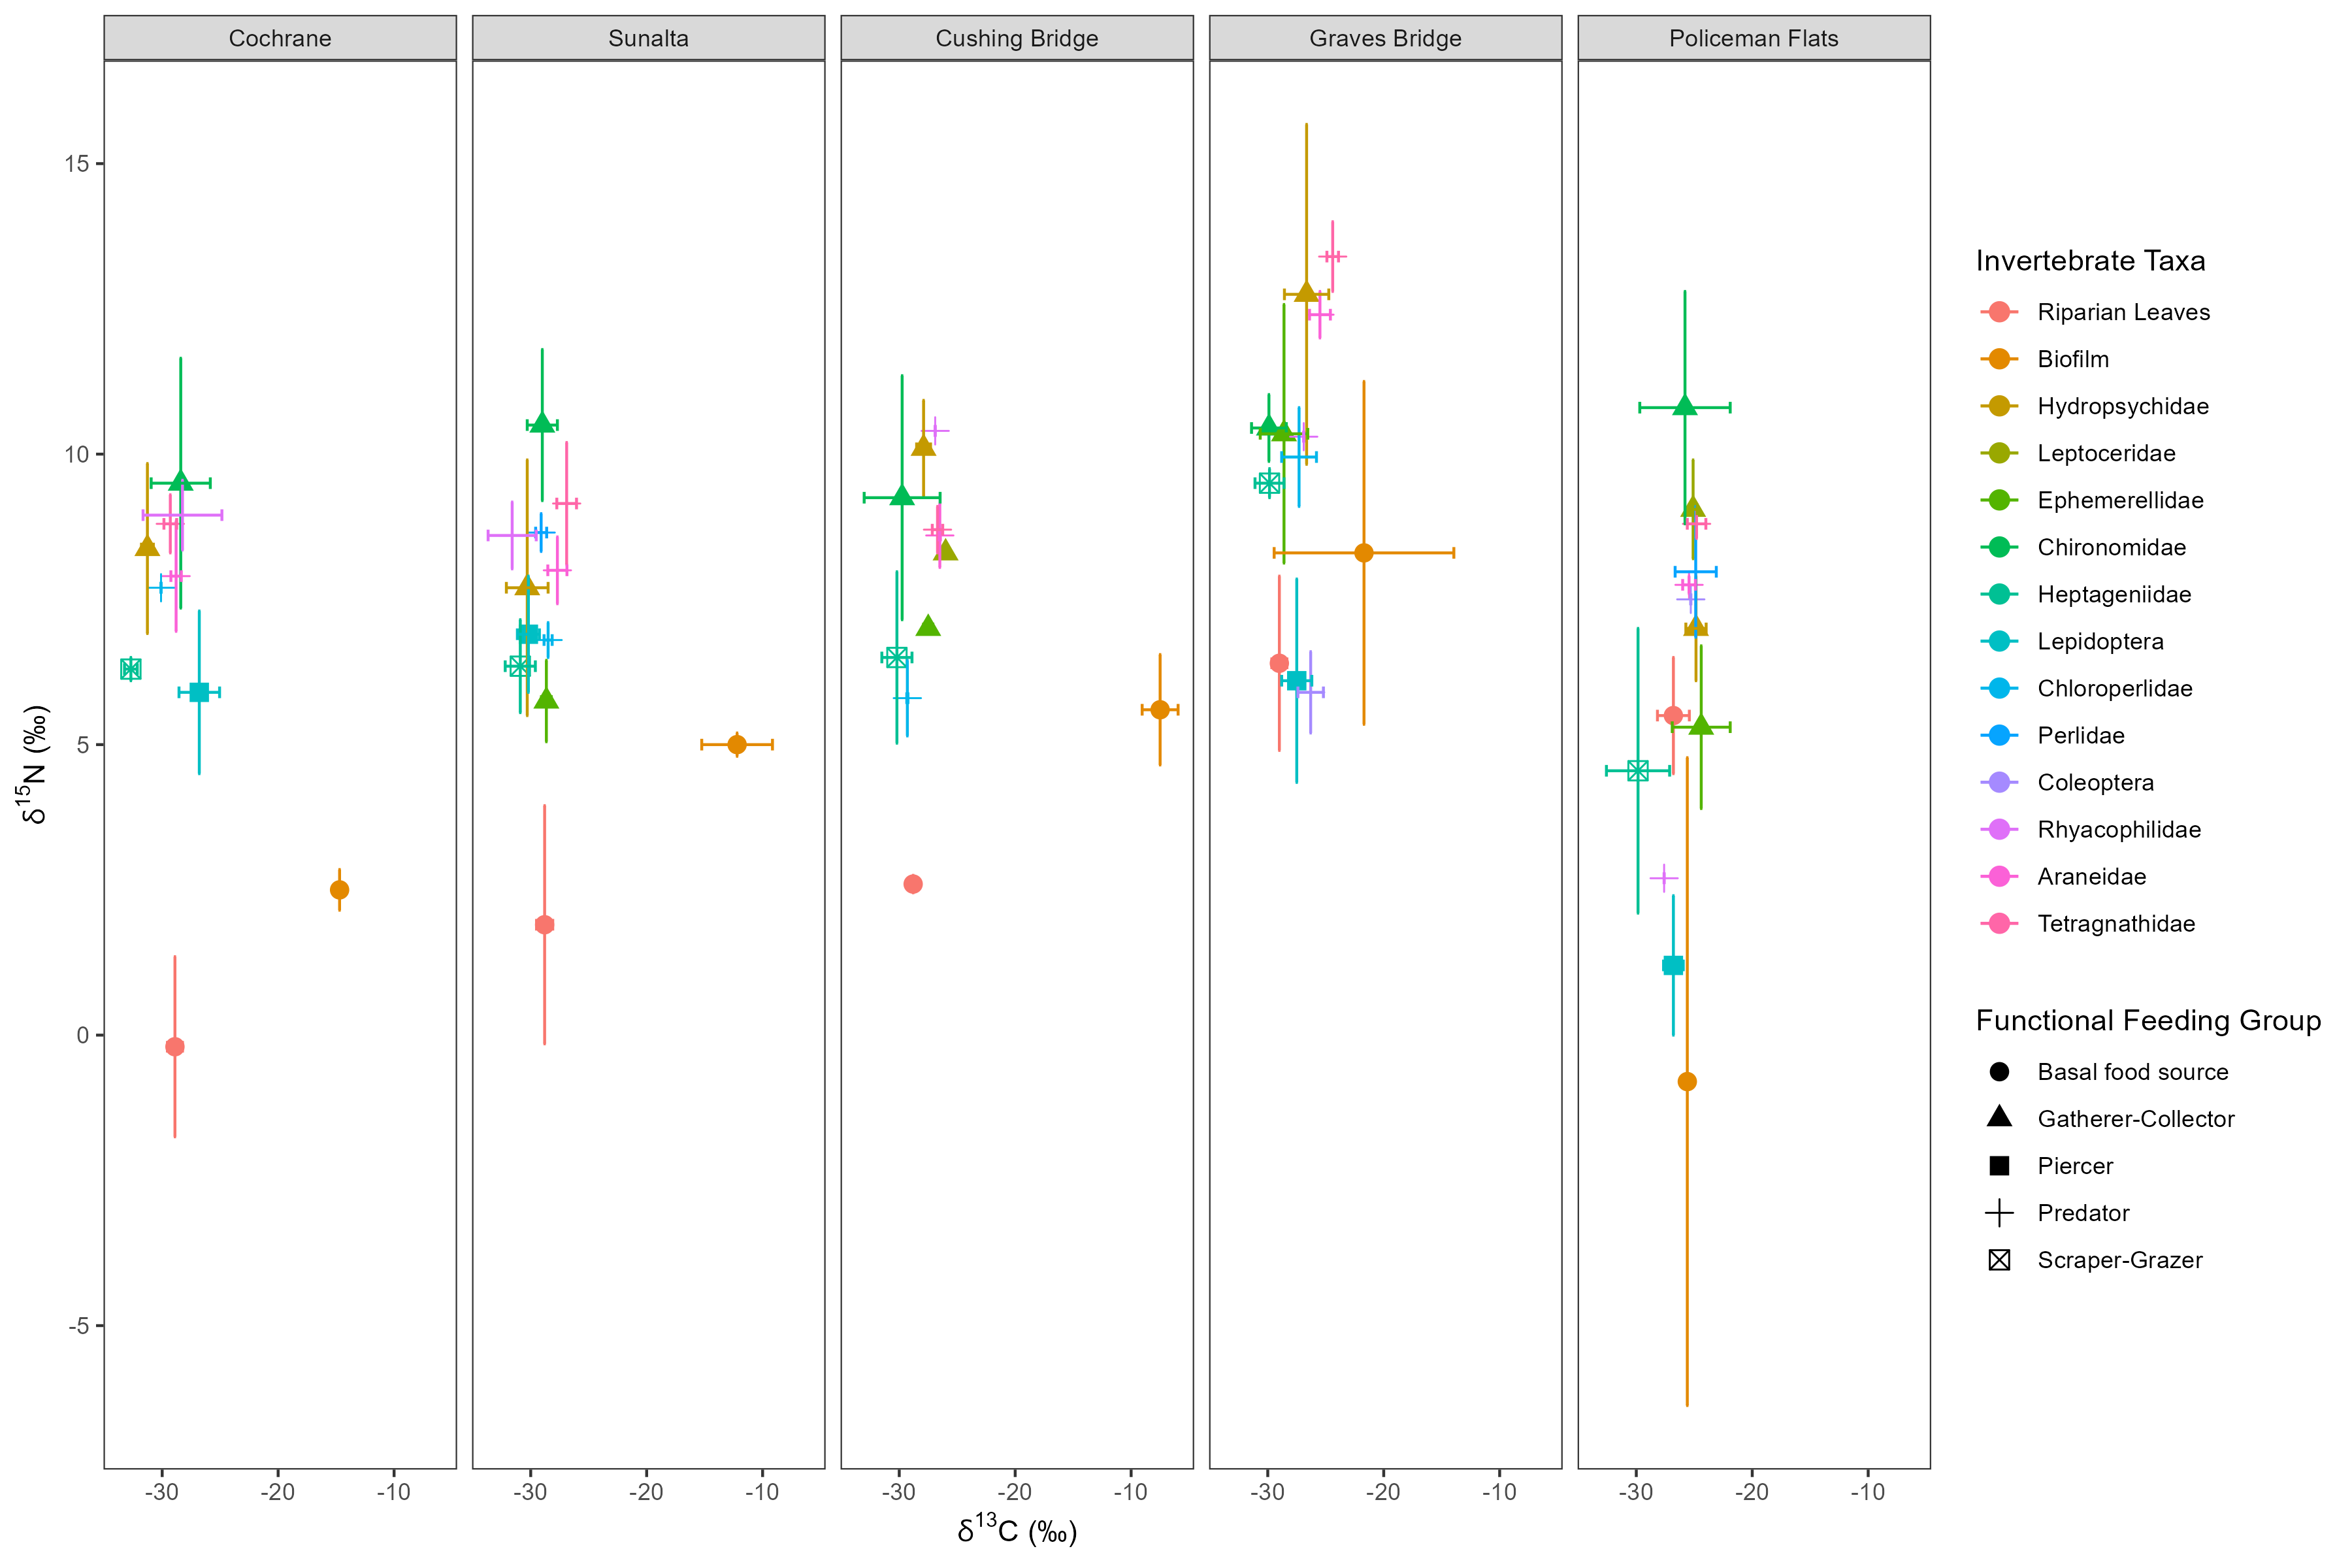 Cochrane
Sunalta
Cushing Bridge
Graves Bridge
Policeman Flats
15
10
5
0
-5
δ15N (‰)
-30 -20 -10
-30 -20 -10
-30 -20 -10
-30 -20 -10
-30 -20 -10
δ13C (‰)
Invertebrate Taxa
Riparian Leaves
Biofilm
Hydropsychidae
Leptoceridae
Ephemerellidae
Chironomidae
Heptageniidae
Lepidoptera
Chloroperlidae
Perlidae
Coleoptera
Rhyacophilidae
Araneidae
Tetragnathidae
Functional Feeding Group
Basal food source
Gatherer-Collector
Piercer
Predator
Scraper-Grazer